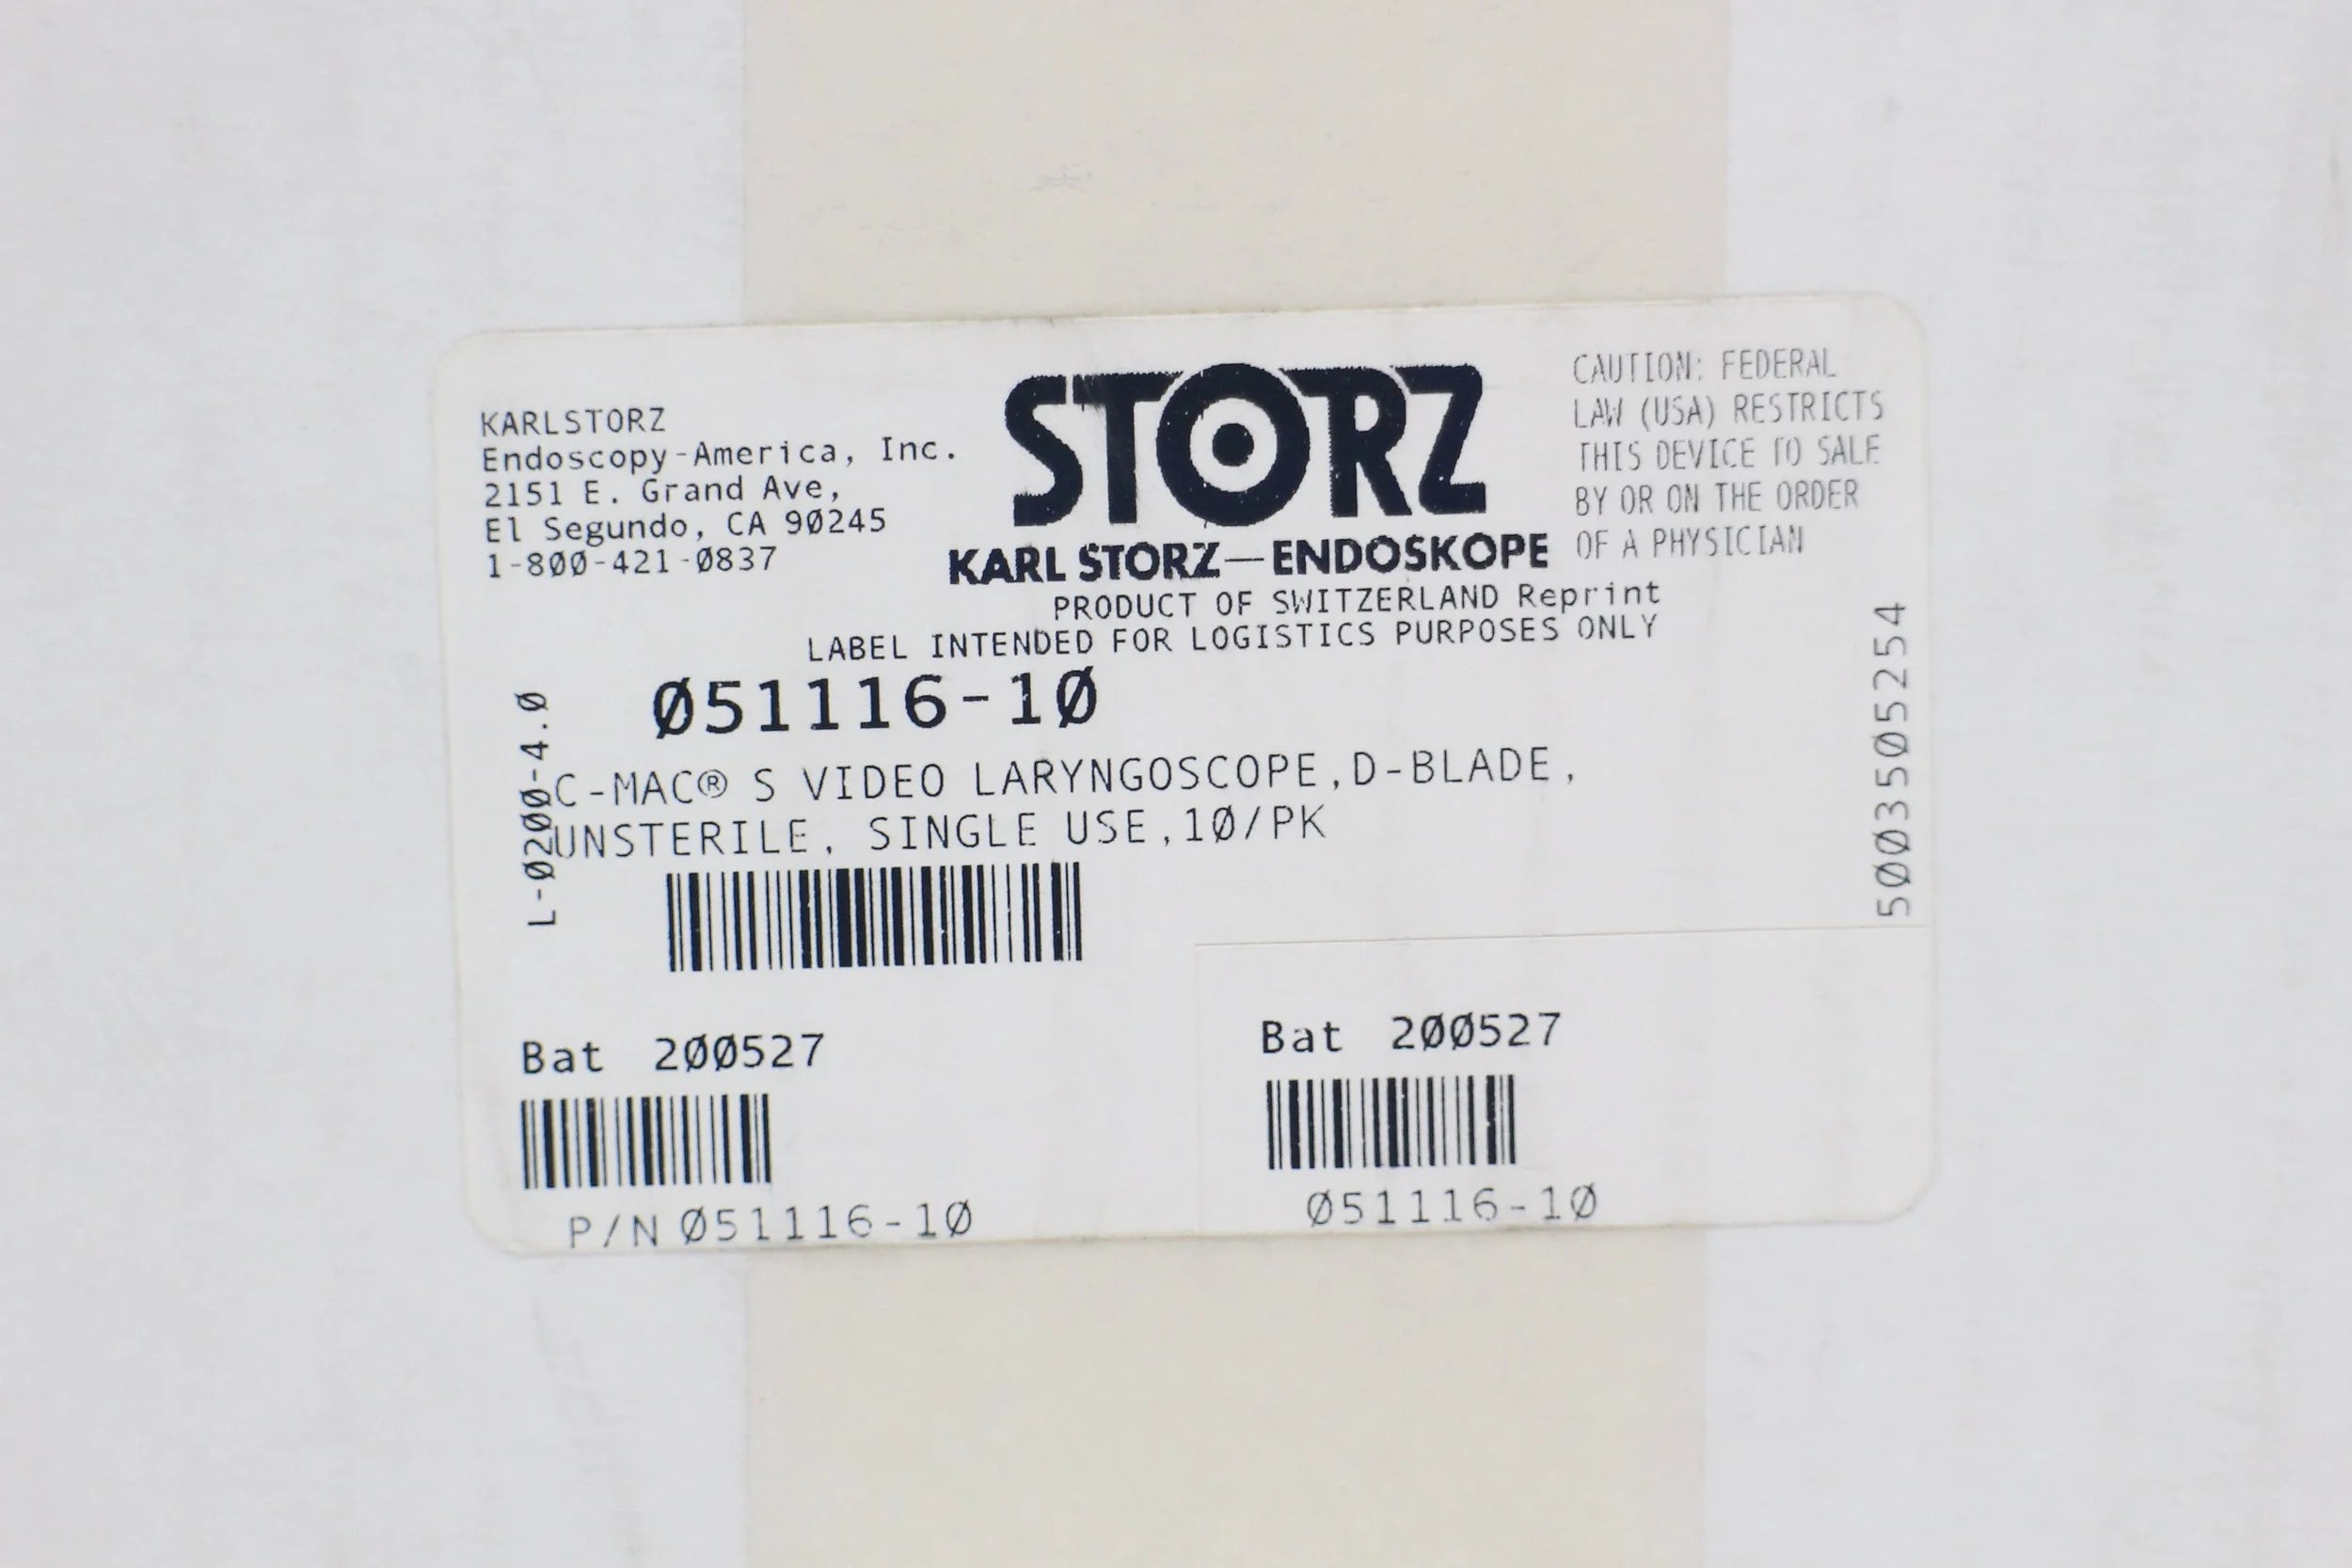 KARLSTORZ
Endoscopy-America, Inc.
2151 E. Grand Ave,
El Segundo, CA 90245
1-800-421-0837
STORZ
KARL STORZ—ENDOSKOPE
CAUTION: FEDERAL
LAW (USA) RESTRICTS
THIS DEVICE TO SALE
BY OR ON THE ORDER
OF A PHYSICIAN
PRODUCT OF SWITZERLAND Reprint
LABEL INTENDED FOR LOGISTICS PURPOSES ONLY
051116-10
C-MAC® S VIDEO LARYNGOSCOPE,D-BLADE,
UNSTERILE, SINGLE USE,10/PK
L-0200-4.0
5003505254
Bat 200527
P/N 051116-10
Bat 200527
051116-10